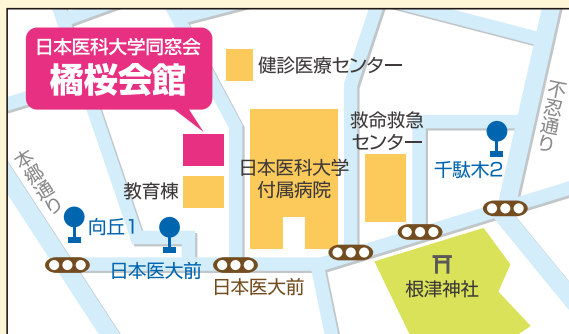 日本医科大学同窓会
橘桜会館
健診医療センター
救命救急
センター
不忍通り
千駄木2
日本医科大学
付属病院
教育棟
本郷通り
向丘1
日本医大前
日本医大前
根津神社